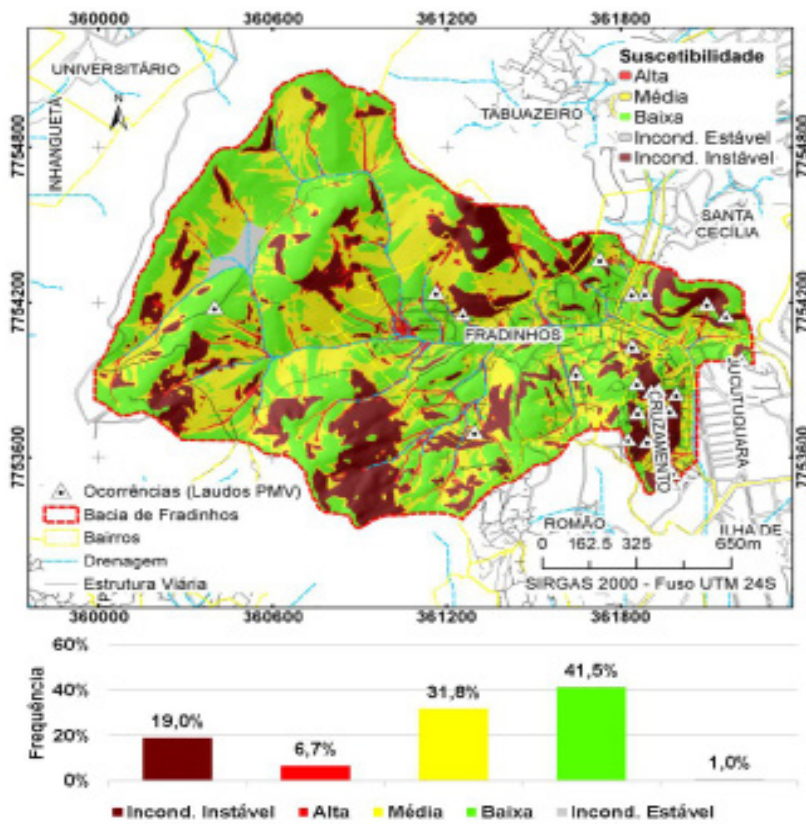 360000 360600 361200 361800
UNIVERSITÁRIO
INHANGUETÁ
N
TABUAZEIRO
Suscetibilidade
Alta
Média
Baixa
Incond. Estável
Incond. Instável
7754800 7754800
SANTA
CECÍLIA
7754200 7754200
FRADINHOS
JUCUTUQUARA
CRUZAMENTO
7753600 7753600
Ocorrências (Laudos PMV)
Bacia de Fradinhos
Bairros
Drenagem
Estrutura Viária
ROMÃO
ILHA DE
0 162.5 325 650m
SIRGAS 2000 - Fuso UTM 24S
360000 360600 361200 361800
Frequência
60%
40%
20%
0%
19,0%
6,7%
31,8%
41,5%
1,0%
Incond. Instável Alta Média Baixa Incond. Estável